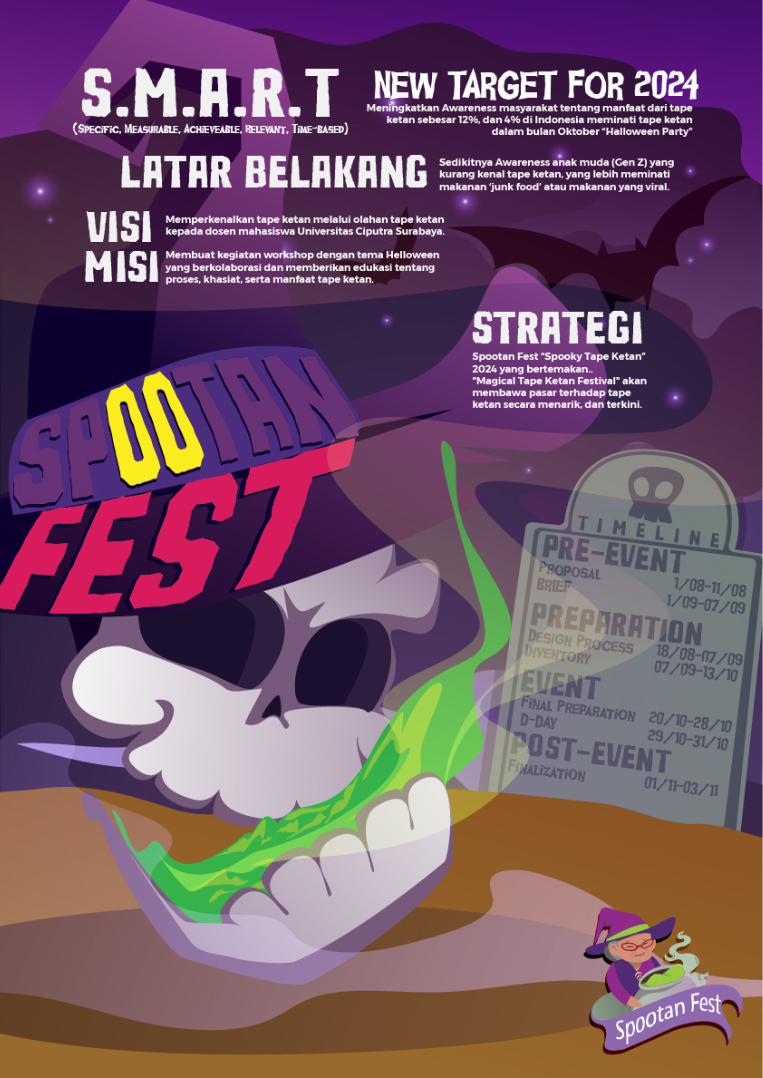 S.M.A.R.T
(Specific, Measurable, Achieveable, Relevant, Time-based)
NEW TARGET FOR 2024
Meningkatkan Awareness masyarakat tentang manfaat dari tape
ketan sebesar 12%, dan 4% di Indonesia meminati tape ketan
dalam bulan Oktober "Halloween Party"
LATAR BELAKANG
Sedikitnya Awareness anak muda (Gen Z) yang
kurang kenal tape ketan, yang lebih meminati
makanan 'junk food' atau makanan yang viral.
VISI
Memperkenalkan tape ketan melalui olahan tape ketan
kepada dosen mahasiswa Universitas Ciputra Surabaya.
MISI
Membuat kegiatan workshop dengan tema Helloween
yang berkolaborasi dan memberikan edukasi tentang
proses, khasiat, serta manfaat tape ketan.
STRATEGI
Spootan Fest "Spooky Tape Ketan"
2024 yang bertemakan..
"Magical Tape Ketan Festival" akan
membawa pasar terhadap tape
ketan secara menarik, dan terkini.
SPOOTAN
FEST
TIMELINE
PRE-EVENT
Proposal 1/08-11/08
Brief 1/09-07/09
PREPARATION
Design Process 18/08-07/09
Inventory 07/09-13/10
EVENT
Final Preparation 20/10-28/10
D-Day 29/10-31/10
POST-EVENT
Finalization 01/11-03/11
Spootan Fest